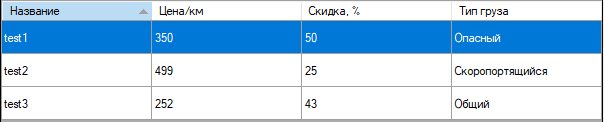 Название Цена/км Скидка, % Тип груза
test1 350 50 Опасный
test2 499 25 Скоропортящийся
test3 252 43 Общий